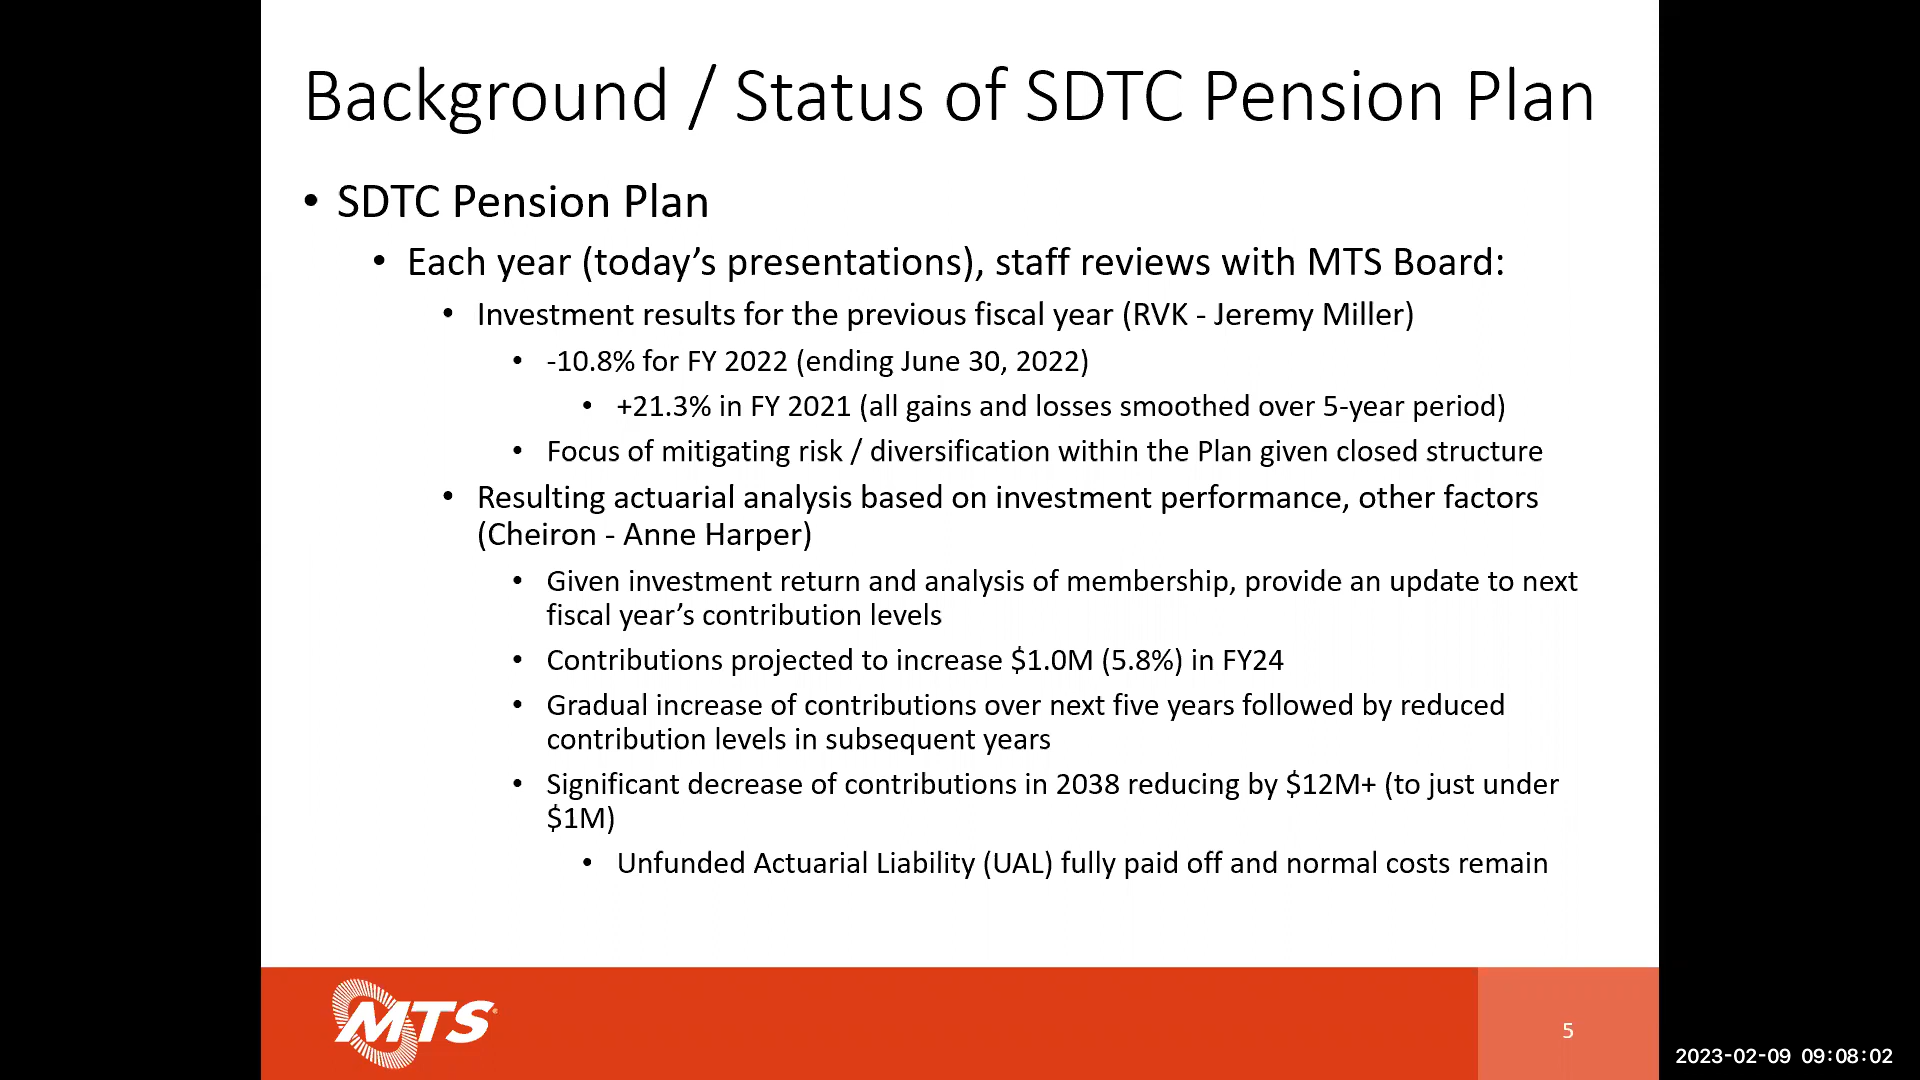 Background / Status of SDTC Pension Plan
• SDTC Pension Plan
• Each year (today’s presentations), staff reviews with MTS Board:
• Investment results for the previous fiscal year (RVK - Jeremy Miller)
• -10.8% for FY 2022 (ending June 30, 2022)
• +21.3% in FY 2021 (all gains and losses smoothed over 5-year period)
• Focus of mitigating risk / diversification within the Plan given closed structure
• Resulting actuarial analysis based on investment performance, other factors
(Cheiron - Anne Harper)
• Given investment return and analysis of membership, provide an update to next
fiscal year’s contribution levels
• Contributions projected to increase $1.0M (5.8%) in FY24
• Gradual increase of contributions over next five years followed by reduced
contribution levels in subsequent years
• Significant decrease of contributions in 2038 reducing by $12M+ (to just under
$1M)
• Unfunded Actuarial Liability (UAL) fully paid off and normal costs remain
MTS
5
2023-02-09 09:08:02